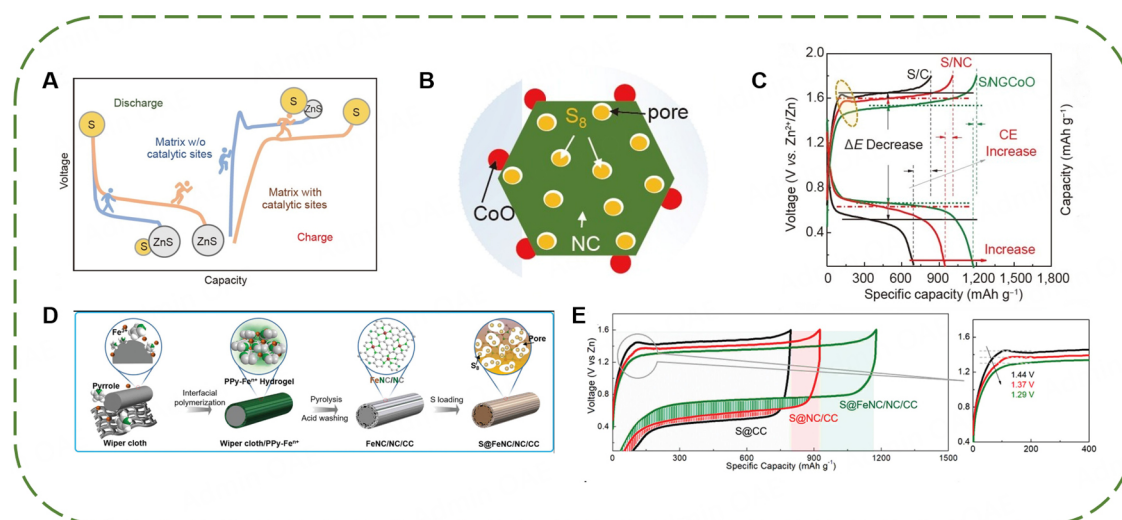 A
Discharge
S
S
ZnS
S
Matrix w/o
catalytic sites
Matrix with
catalytic sites
S
ZnS
ZnS
Charge
Voltage
Capacity
B
S8
pore
CoO
NC
C
2.0
1.6
1.2
0.8
0.4
S/C
S/NC
S/NGCoO
ΔE Decrease
CE
Increase
Increase
Voltage (V vs. Zn2+/Zn)
Capacity (mAh g−1)
0
300
600
900
1,200
1,500
1,800
Specific capacity (mAh g−1)
D
Pyrrole
Wiper cloth
Interfacial
polymerization
PPy-Fen+ Hydrogel
Wiper cloth/PPy-Fen+
Pyrolysis
Acid washing
FeNC/NC
FeNC/NC/CC
S loading
Pore
S8
S@FeNC/NC/CC
E
1.6
1.2
0.8
0.4
Voltage (V vs Zn)
S@FeNC/NC/CC
S@NC/CC
S@CC
0
300
600
900
1200
1500
Specific Capacity (mAh g−1)
1.6
1.2
0.8
0.4
1.44 V
1.37 V
1.29 V
0
200
400